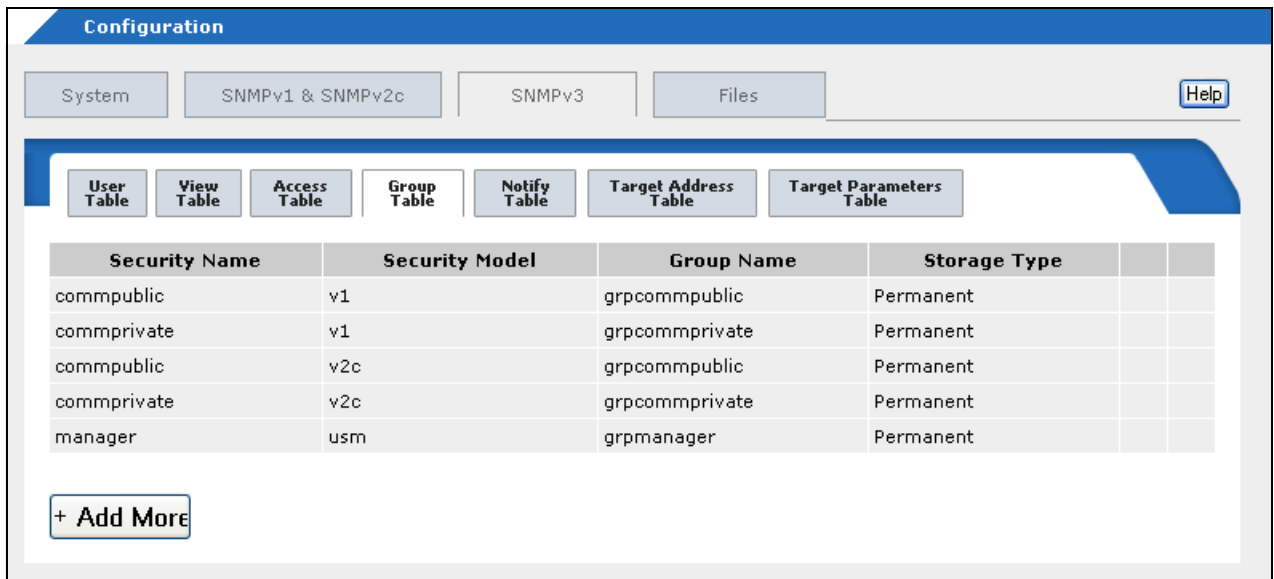 Configuration
System SNMPv1 & SNMPv2c SNMPv3 Files Help
User Table View Table Access Table Group Table Notify Table Target Address Table Target Parameters Table
Security Name Security Model Group Name Storage Type
commpublic v1 grpcommpublic Permanent
commprivate v1 grpcommprivate Permanent
commpublic v2c grpcommpublic Permanent
commprivate v2c grpcommprivate Permanent
manager usm grpmanager Permanent
+ Add More